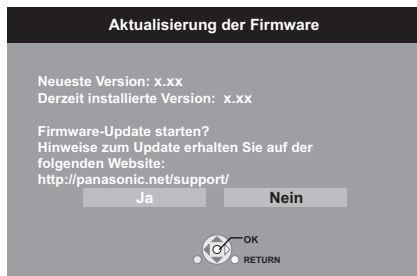 Aktualisierung der Firmware
Neueste Version: x.xx
Derzeit installierte Version: x.xx
Firmware-Update starten?
Hinweise zum Update erhalten Sie auf der
folgenden Website:
http://panasonic.net/support/
Ja Nein
OK
RETURN